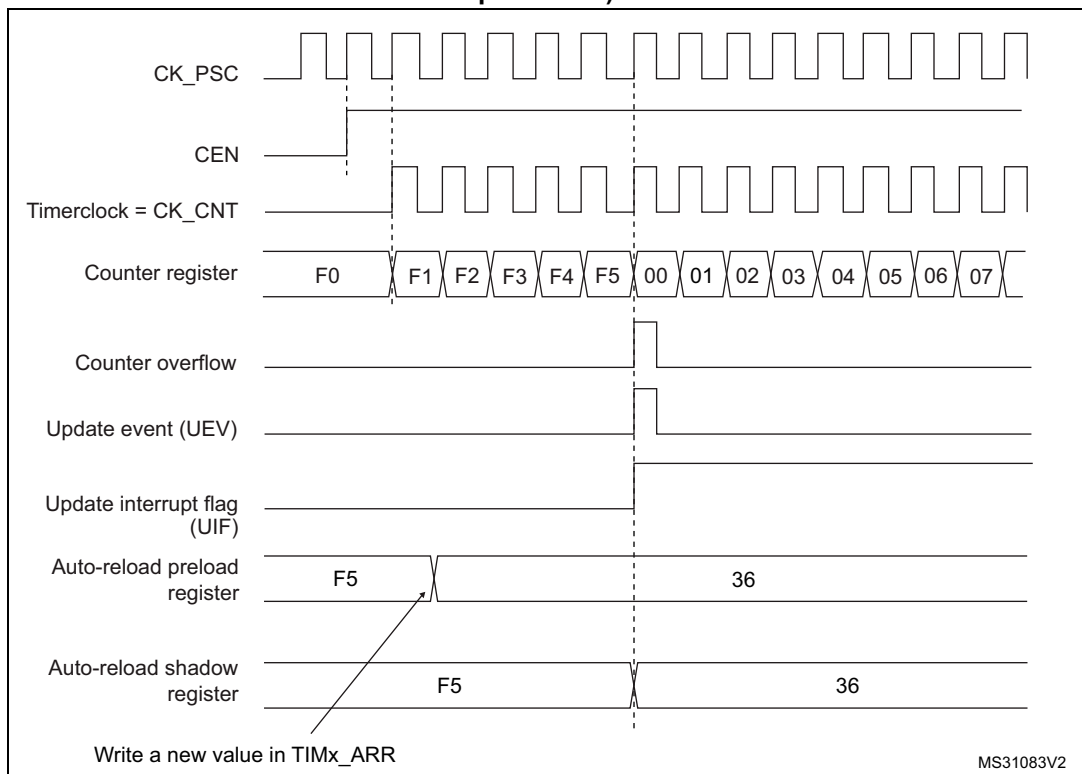 CK_PSC
CEN
Timerclock = CK_CNT
Counter register
F0 F1 F2 F3 F4 F5 00 01 02 03 04 05 06 07
Counter overflow
Update event (UEV)
Update interrupt flag
(UIF)
Auto-reload preload
register
F5 36
Auto-reload shadow
register
F5 36
Write a new value in TIMx_ARR
MS31083V2